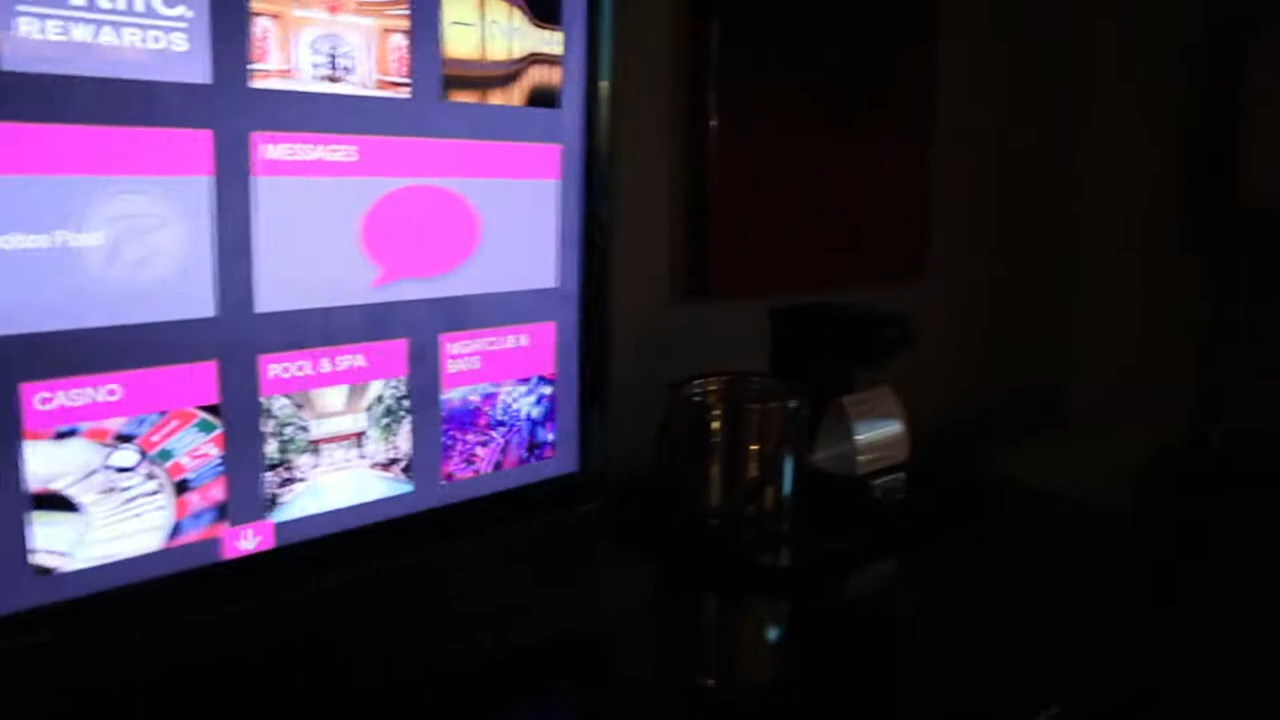 REWARDS
MESSAGES
CASINO
POOL & SPA
NIGHTCLUB &
BARS